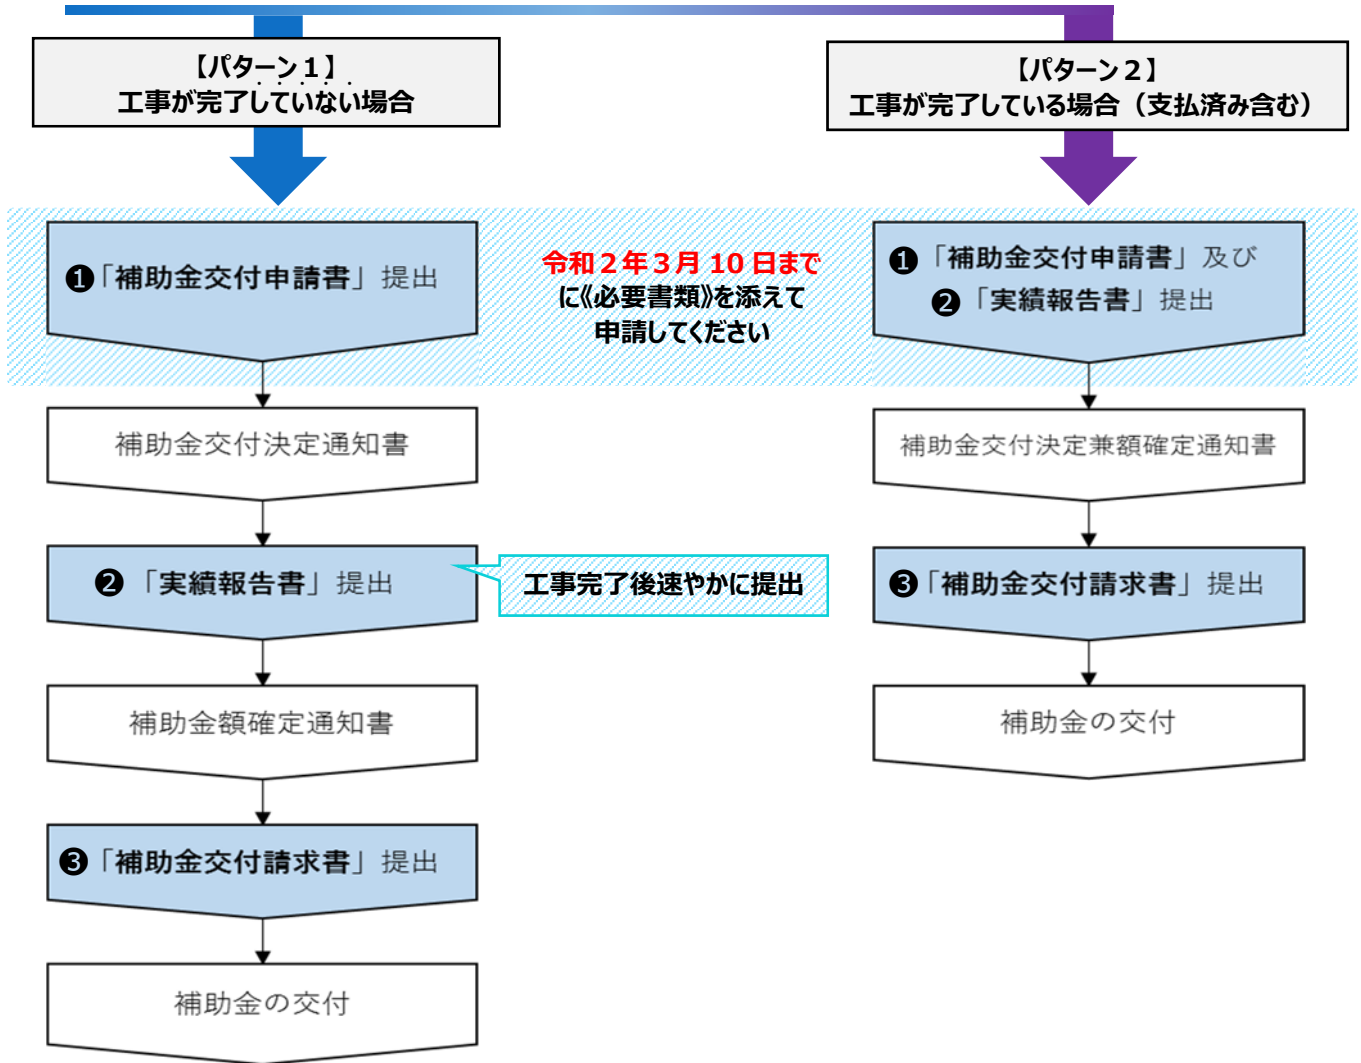 【パターン１】
工事が完了していない場合
【パターン２】
工事が完了している場合（支払済み含む）
❶「補助金交付申請書」提出
令和２年３月 10 日まで
に《必要書類》を添えて
申請してください
❶「補助金交付申請書」及び
❷「実績報告書」提出
補助金交付決定通知書
補助金交付決定兼額確定通知書
❷「実績報告書」提出
工事完了後速やかに提出
❸「補助金交付請求書」提出
補助金額確定通知書
補助金の交付
❸「補助金交付請求書」提出
補助金の交付